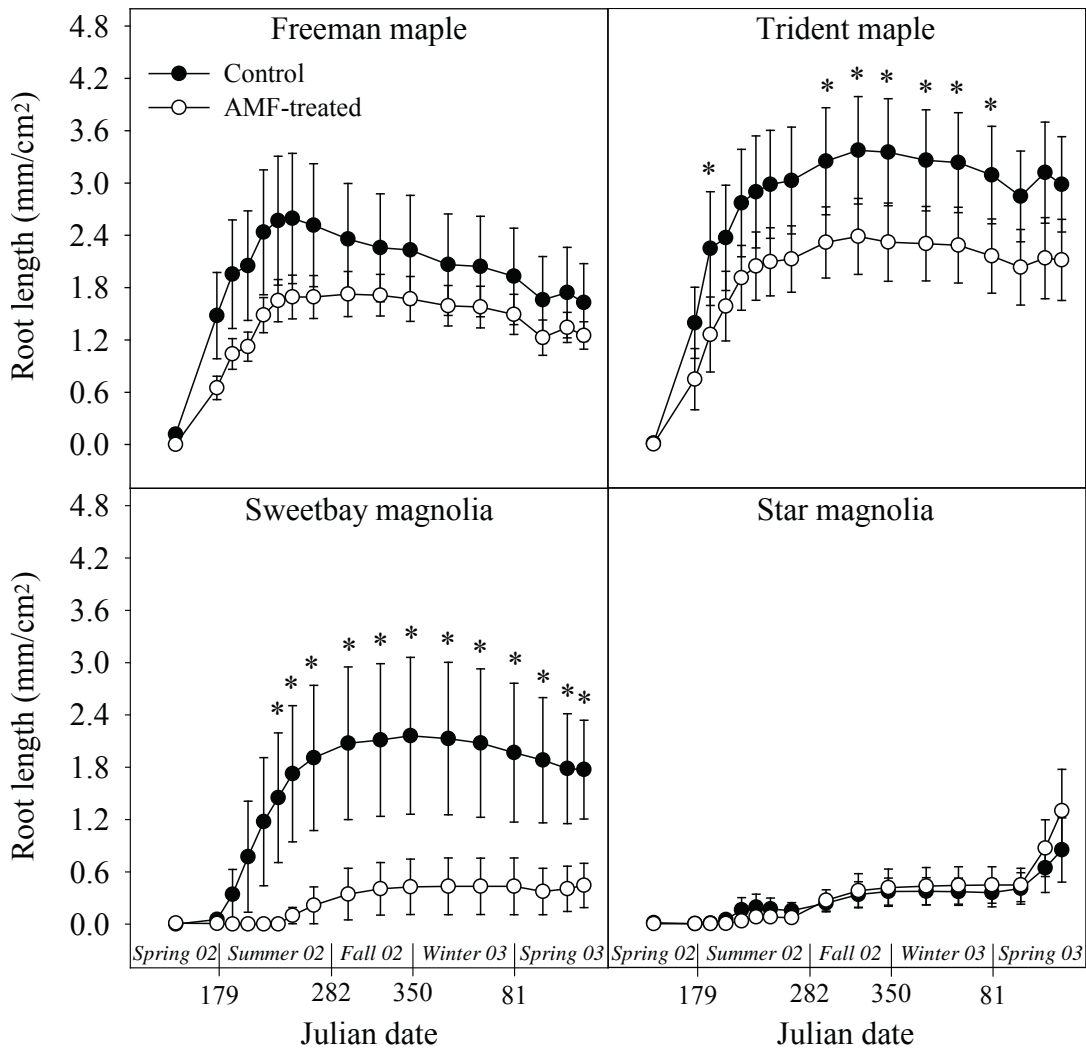 Freeman maple
Control
AMF-treated
Root length (mm/cm2)
4.8
4.2
3.6
3.0
2.4
1.8
1.2
0.6
0.0
Trident maple
* * * * * * *
Sweetbay magnolia
Root length (mm/cm2)
4.8
4.2
3.6
3.0
2.4
1.8
1.2
0.6
0.0
* * * * * * * * * * * *
Star magnolia
Spring 02 Summer 02 Fall 02 Winter 03 Spring 03
179 282 350 81
Julian date
Spring 02 Summer 02 Fall 02 Winter 03 Spring 03
179 282 350 81
Julian date